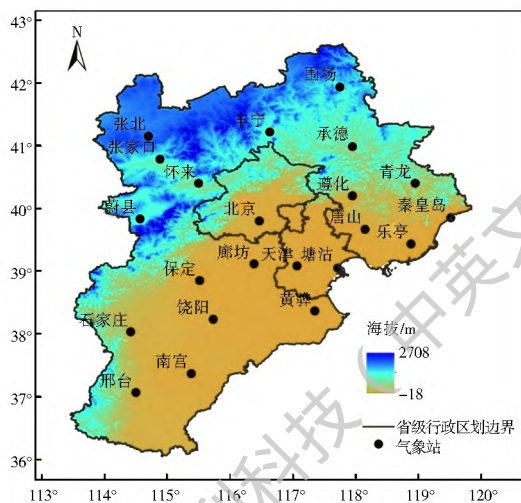 43°
N
围场
42°
张北
丰宁
41°
张家口
承德
怀来
青龙
遵化
秦皇岛
40°
蔚县
北京
唐山
乐亭
廊坊
天津
塘沽
39°
保定
饶阳
黄骅
海拔/m
石家庄
2708
38°
南宫
-18
邢台
37°
省级行政区划边界
气象站
36°
113°
114°
115°
116°
117°
118°
119°
120°
科技(中英文